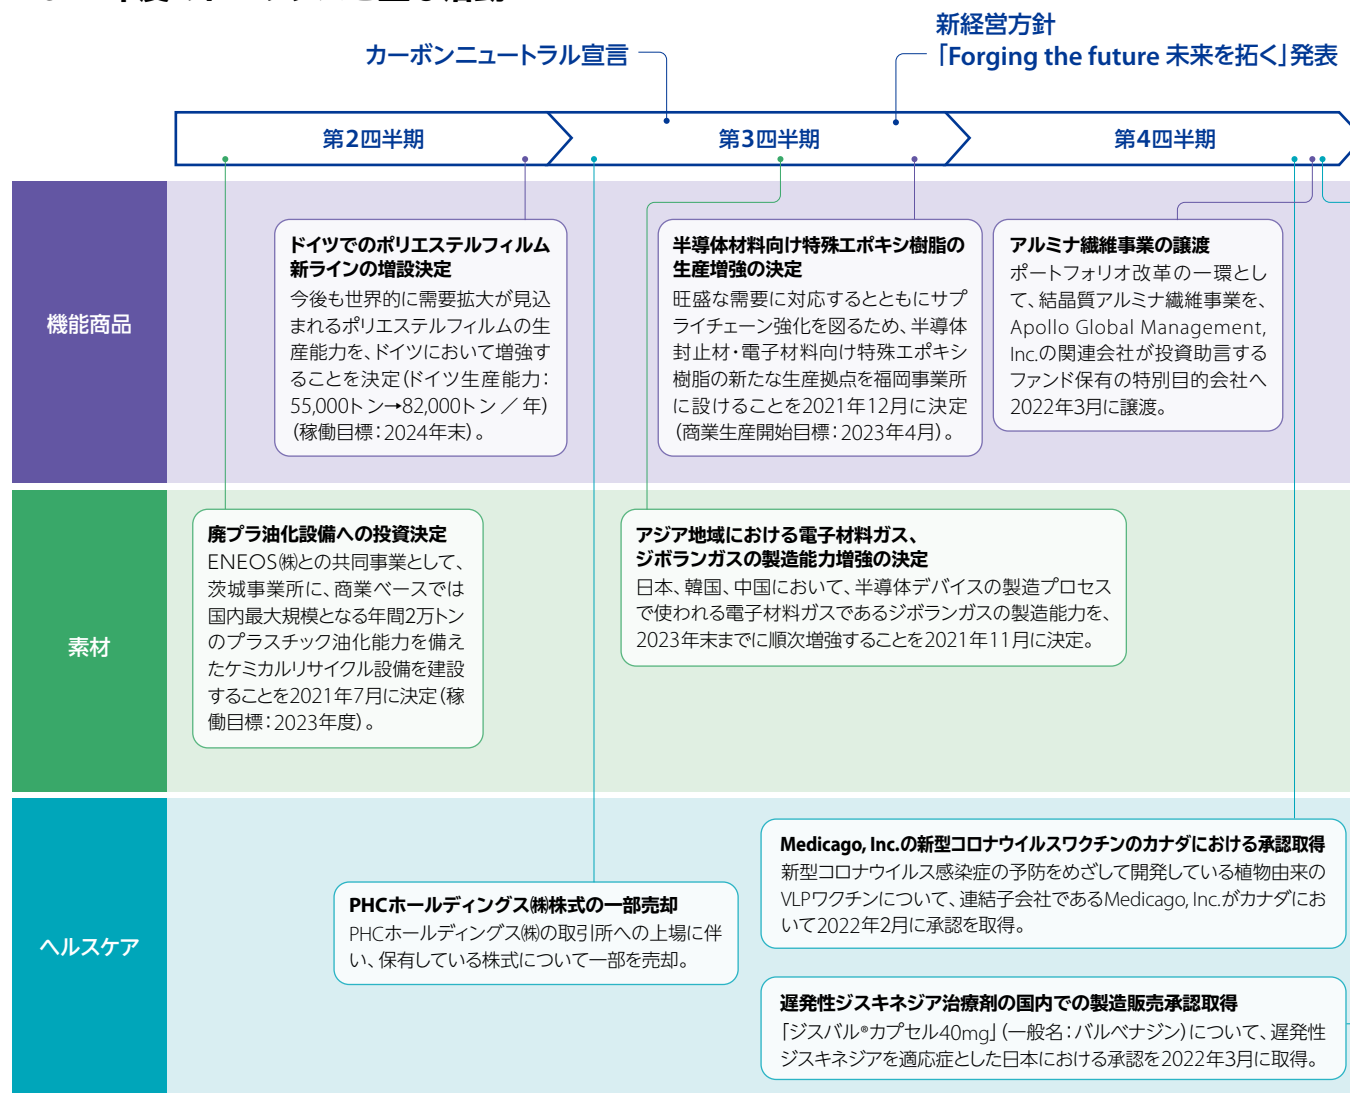 カーボンニュートラル宣言
新経営方針
「Forging the future 未来を拓く」発表
第2四半期
第3四半期
第4四半期
機能商品
ドイツでのポリエステルフィルム
新ラインの増設決定
今後も世界的に需要拡大が見込
まれるポリエステルフィルムの生
産能力を、ドイツにおいて増強す
ることを決定(ドイツ生産能力：
55,000トン→82,000トン／年)
(稼働目標：2024年末)。
半導体材料向け特殊エポキシ樹脂の
生産増強の決定
旺盛な需要に対応するとともにサプ
ライチェーン強化を図るため、半導体
封止材・電子材料向け特殊エポキシ
樹脂の新たな生産拠点を福岡事業所
に設けることを2021年12月に決定
(商業生産開始目標：2023年4月)。
アルミナ繊維事業の譲渡
ポートフォリオ改革の一環とし
て、結晶質アルミナ繊維事業を、
Apollo Global Management,
Inc.の関連会社が投資助言する
ファンド保有の特別目的会社へ
2022年3月に譲渡。
素材
廃プラ油化設備への投資決定
ENEOS㈱との共同事業として、
茨城事業所に、商業ベースでは
国内最大規模となる年間2万トン
のプラスチック油化能力を備え
たケミカルリサイクル設備を建設
することを2021年7月に決定(稼
働目標：2023年度)。
アジア地域における電子材料ガス、
ジボランガスの製造能力増強の決定
日本、韓国、中国において、半導体デバイスの製造プロセス
で使われる電子材料ガスであるジボランガスの製造能力を、
2023年末までに順次増強することを2021年11月に決定。
ヘルスケア
PHCホールディングス㈱株式の一部売却
PHCホールディングス㈱の取引所への上場に伴
い、保有している株式について一部を売却。
Medicago, Inc.の新型コロナウイルスワクチンのカナダにおける承認取得
新型コロナウイルス感染症の予防をめざして開発している植物由来の
VLPワクチンについて、連結子会社であるMedicago, Inc.がカナダにお
いて2022年2月に承認を取得。
遅発性ジスキネジア治療剤の国内での製造販売承認取得
「ジスバル®カプセル40mg」(一般名：バルベナジン)について、遅発性
ジスキネジアを適応症とした日本における承認を2022年3月に取得。